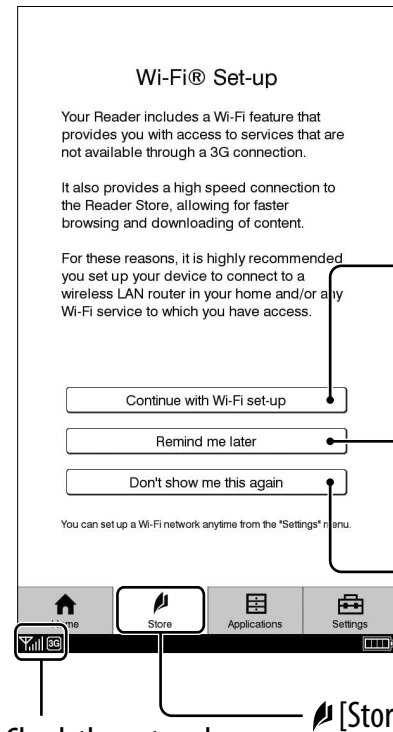 Wi-Fi® Set-up
Your Reader includes a Wi-Fi feature that
provides you with access to services that are
not available through a 3G connection.
It also provides a high speed connection to
the Reader Store, allowing for faster
browsing and downloading of content.
For these reasons, it is highly recommended
you set up your device to connect to a
wireless LAN router in your home and/or any
Wi-Fi service to which you have access.
Continue with Wi-Fi set-up
Remind me later
Don't show me this again
You can set up a Wi-Fi network anytime from the "Settings" menu.
Home Store Applications Settings
3G
[Stor
Check the network